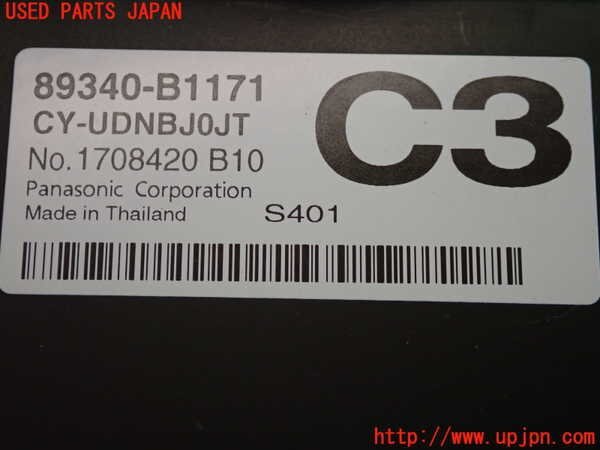 USED PARTS JAPAN
89340-B1171
CY-UDNBJ0JT
No.1708420 B10
Panasonic Corporation
Made in Thailand
S401
C3
http://www.upjpn.com/